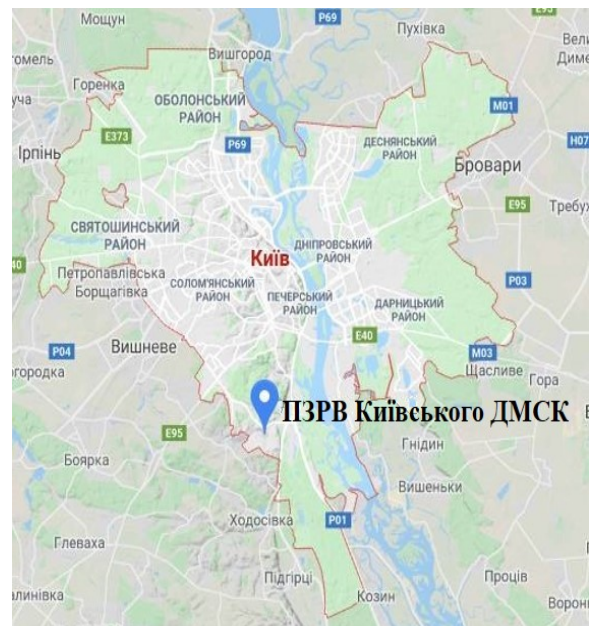 Мощун
P69
E95
Пухівка
Вишгород
Горенка
ОБОЛОНСЬКИЙ
РАЙОН
M01
E373
P69
ДЕСНЯНСЬКИЙ
РАЙОН
H07
Ірпінь
Бровари
E95
СВЯТОШИНСЬКИЙ
РАЙОН
ДНІПРОВСЬКИЙ
РАЙОН
Київ
Петропавлівська
Борщагівка
СОЛОМ'ЯНСЬКИЙ
РАЙОН
ПЕЧЕРСЬКИЙ
РАЙОН
P03
ДАРНИЦЬКИЙ
РАЙОН
E40
P04
Вишневе
M03
Щасливе
Гора
ПЗРВ Київського ДМСК
E95
Гнідин
Боярка
Вишеньки
Ходосівка
P01
Глеваха
Підгірці
Проців
Козин